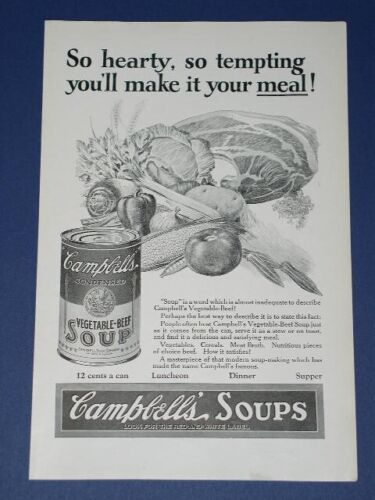 So hearty, so tempting
you'll make it your meal!
Campbell's
CONDENSED
VEGETABLE-BEEF
SOUP
"Soup" is a word which is almost inadequate to describe
Campbell's Vegetable-Beef!
Perhaps the best way to describe it is to state this fact:
People often heat Campbell's Vegetable-Beef Soup just
as it comes from the can, serve it as a stew or on toast,
and find it a delicious and satisfying meal.
Vegetables. Cereals. Meat Broth. Nutritious pieces
of choice beef. How it satisfies!
A masterpiece of that modern soup-making which has
made the name Campbell's famous.
12 cents a can Luncheon Dinner Supper
Campbell's SOUPS
LOOK FOR THE RED-AND-WHITE LABEL